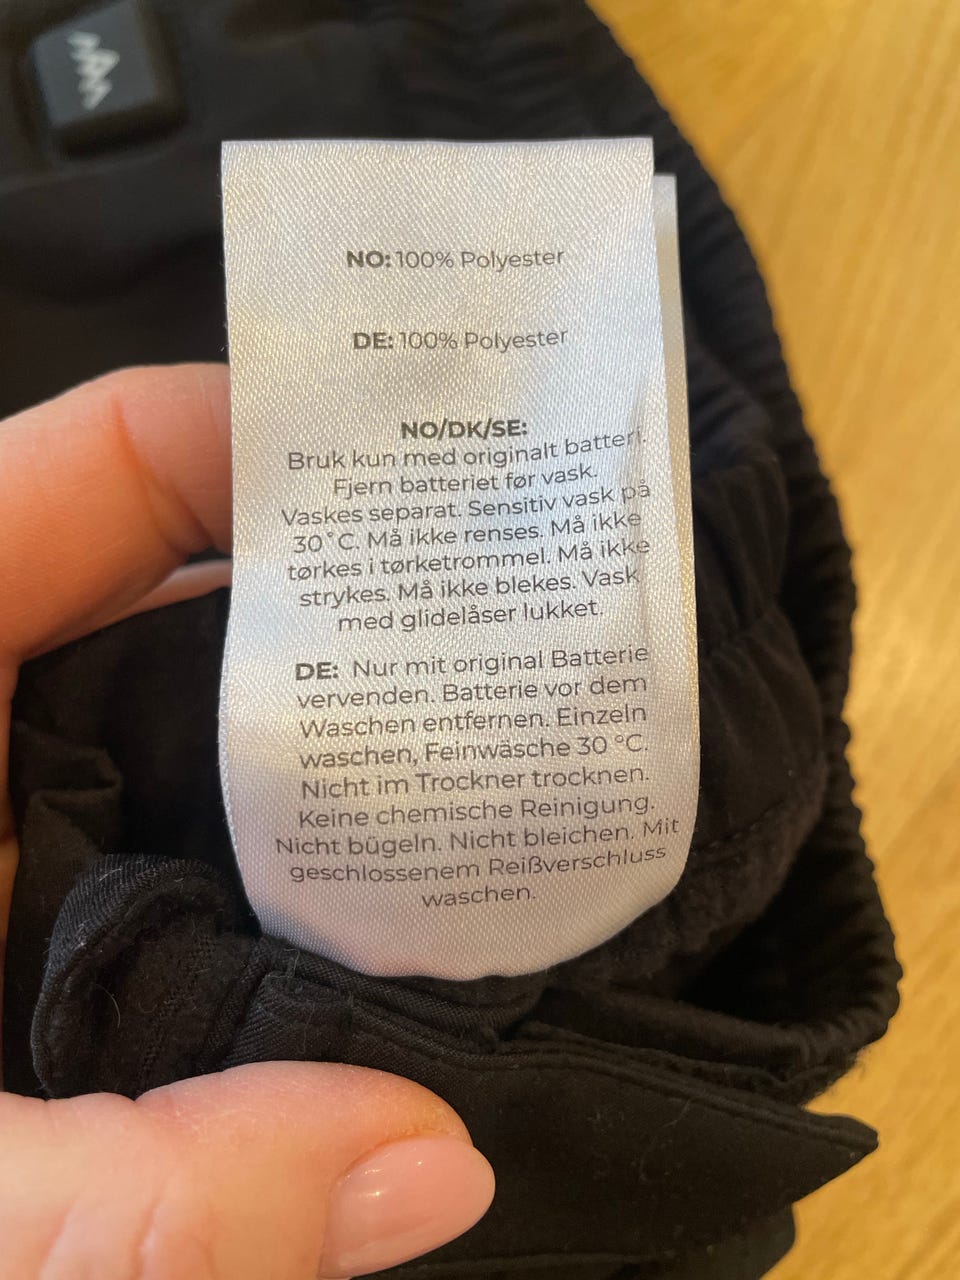 NO: 100% Polyester
DE: 100% Polyester
NO/DK/SE:
Bruk kun med originalt batteri.
Fjern batteriet før vask.
Vaskes separat. Sensitiv vask på
30°C. Må ikke renses. Må ikke
tørkes i tørketrommel. Må ikke
strykes. Må ikke blekes. Vask
med glidelåser lukket.
DE: Nur mit original Batterie
vervenden. Batterie vor dem
Waschen entfernen. Einzeln
waschen, Feinwäsche 30 °C.
Nicht im Trockner trocknen.
Keine chemische Reinigung.
Nicht bügeln. Nicht bleichen. Mit
geschlossenem Reißverschluss
waschen.